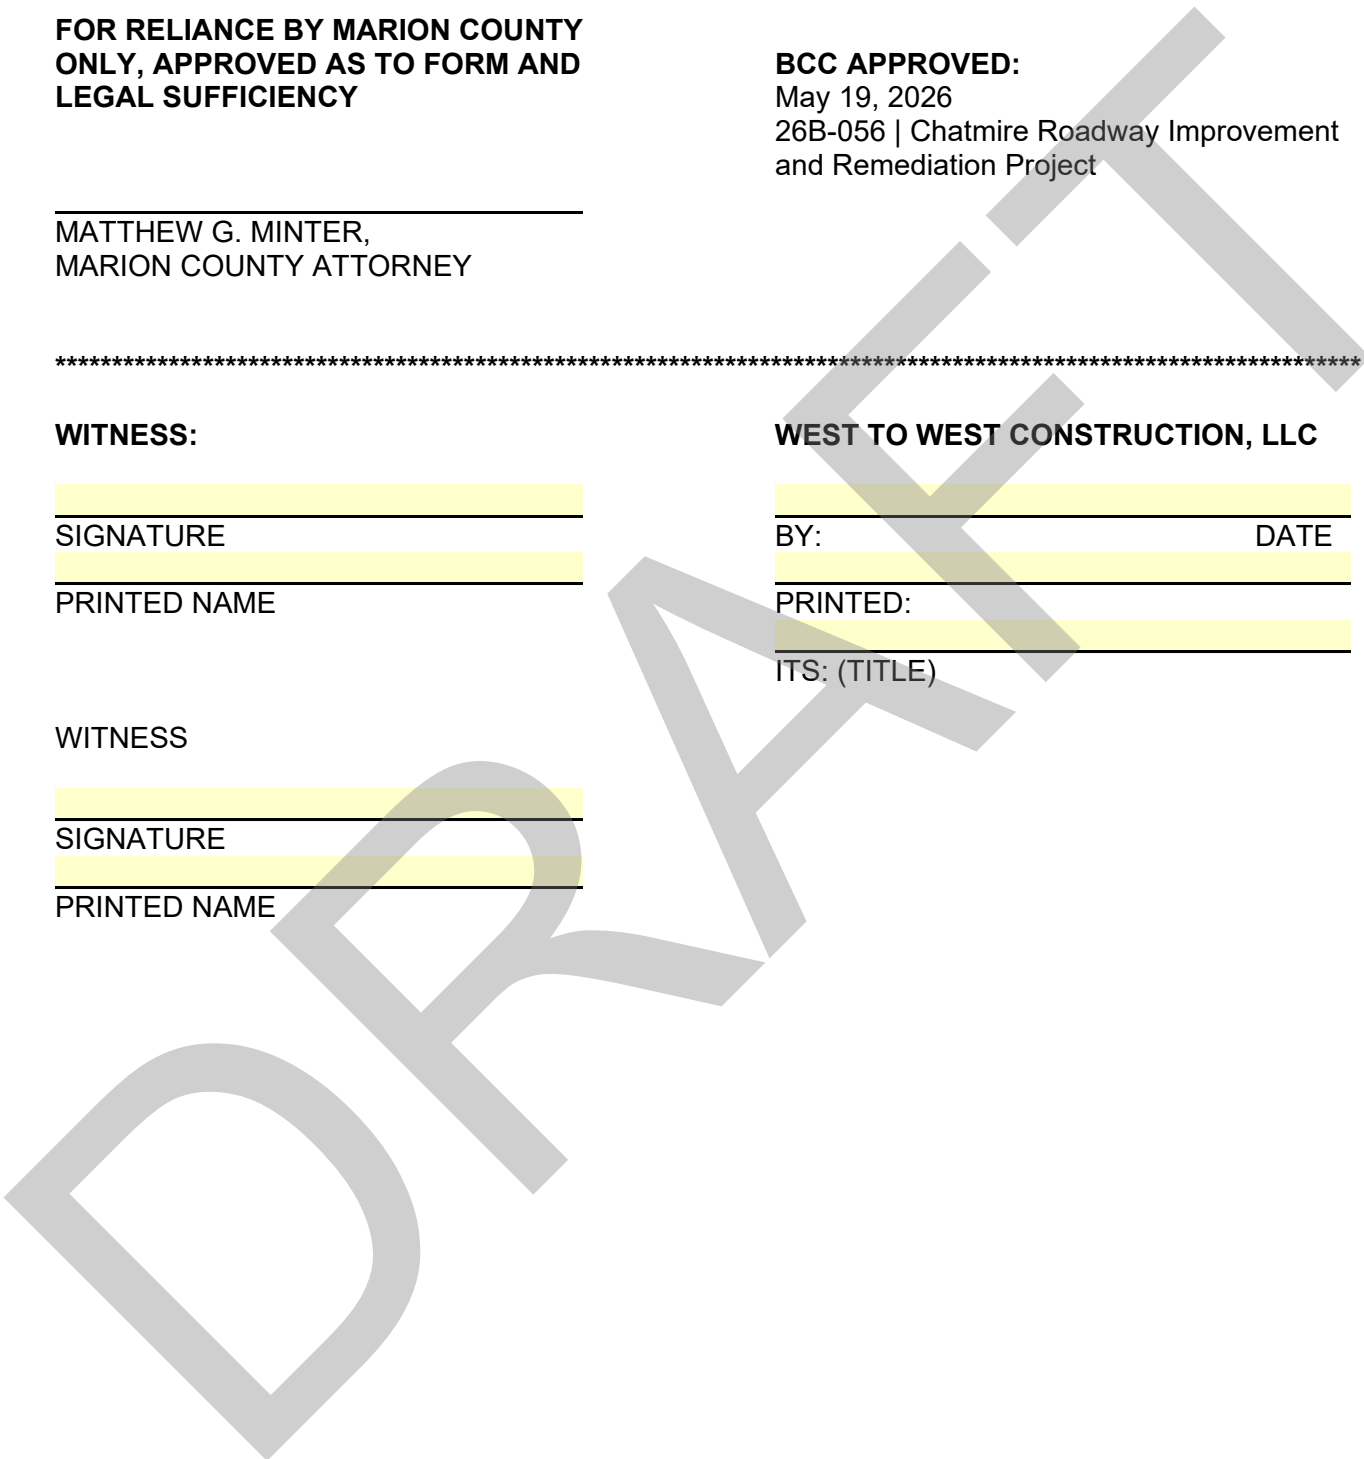 FOR RELIANCE BY MARION COUNTY
ONLY, APPROVED AS TO FORM AND
LEGAL SUFFICIENCY
BCC APPROVED:
May 19, 2026
26B-056 | Chatmire Roadway Improvement
and Remediation Project
MATTHEW G. MINTER,
MARION COUNTY ATTORNEY
********************************************************************************************************************
WITNESS:
SIGNATURE
PRINTED NAME
WEST TO WEST CONSTRUCTION, LLC
BY: DATE
PRINTED:
ITS: (TITLE)
WITNESS
SIGNATURE
PRINTED NAME
DRAFT